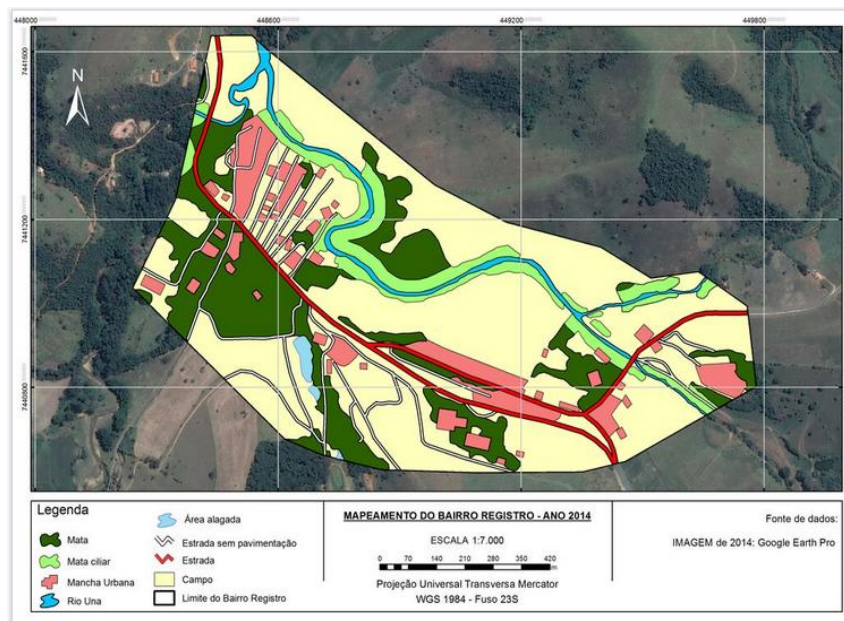 448000
448600
449200
449800
7441600
7441200
7440800
N
Legenda
Mata
Mata ciliar
Mancha Urbana
Rio Una
Área alagada
Estrada sem pavimentação
Estrada
Campo
Limite do Bairro Registro
MAPEAMENTO DO BAIRRO REGISTRO - ANO 2014
ESCALA 1:7.000
0 70 140 210 280 350 420
m
Projeção Universal Transversa Mercator
WGS 1984 - Fuso 23S
Fonte de dados:
IMAGEM de 2014: Google Earth Pro